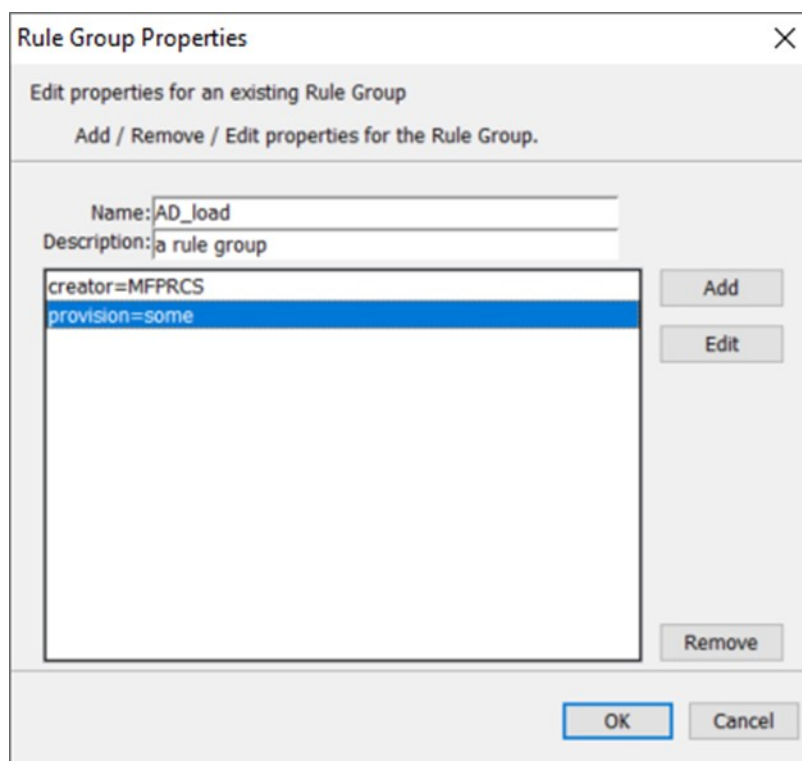 Rule Group Properties
Edit properties for an existing Rule Group
Add / Remove / Edit properties for the Rule Group.
Name: AD_load
Description: a rule group
creator=MFPRCS
provision=some
Add
Edit
Remove
OK
Cancel